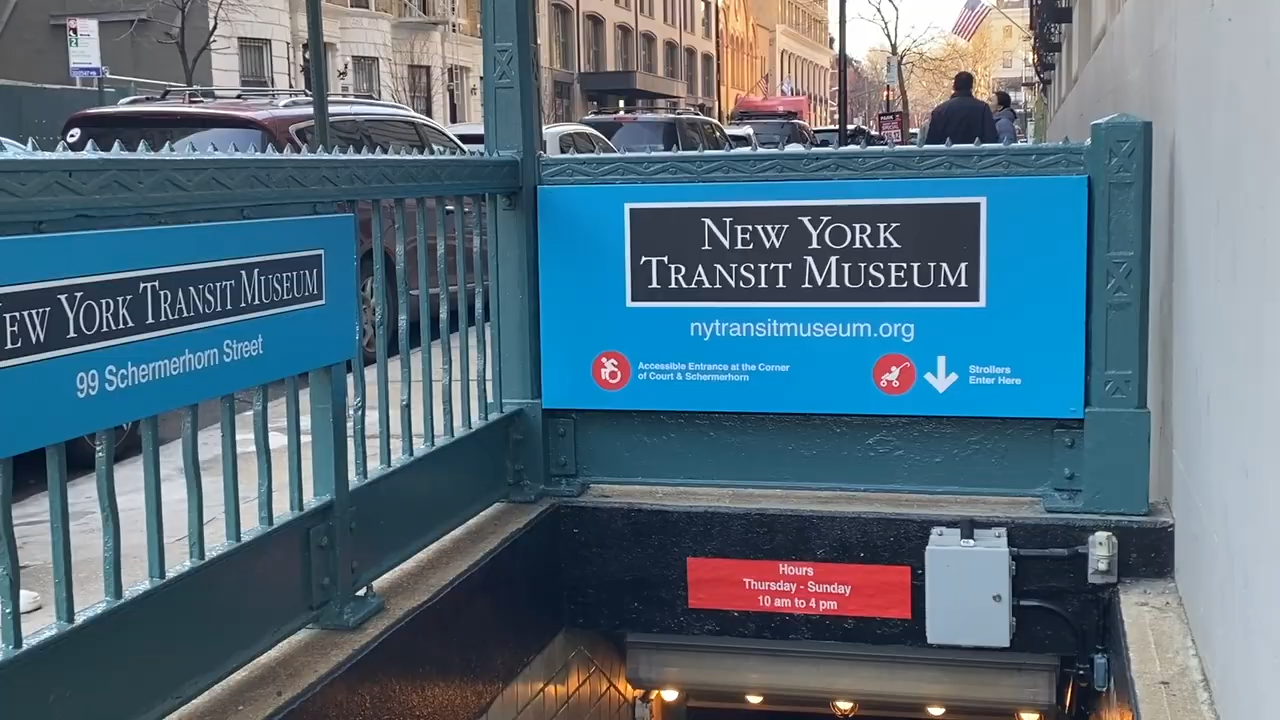 New York Transit Museum
99 Schermerhorn Street
New York
Transit Museum
nytransitmuseum.org
Accessible Entrance at the Corner
of Court & Schermerhorn
Strollers
Enter Here
Hours
Thursday - Sunday
10 am to 4 pm